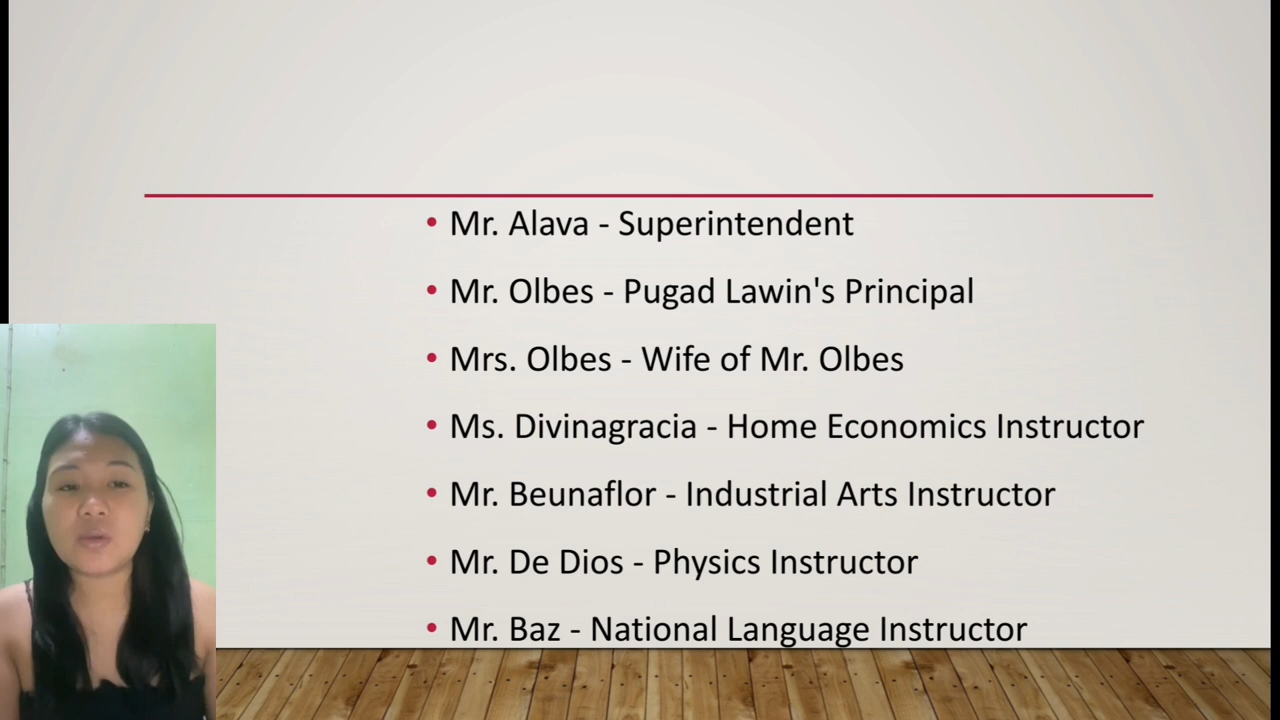 • Mr. Alava - Superintendent
• Mr. Olbes - Pugad Lawin's Principal
• Mrs. Olbes - Wife of Mr. Olbes
• Ms. Divinagracia - Home Economics Instructor
• Mr. Beunaflor - Industrial Arts Instructor
• Mr. De Dios - Physics Instructor
• Mr. Baz - National Language Instructor